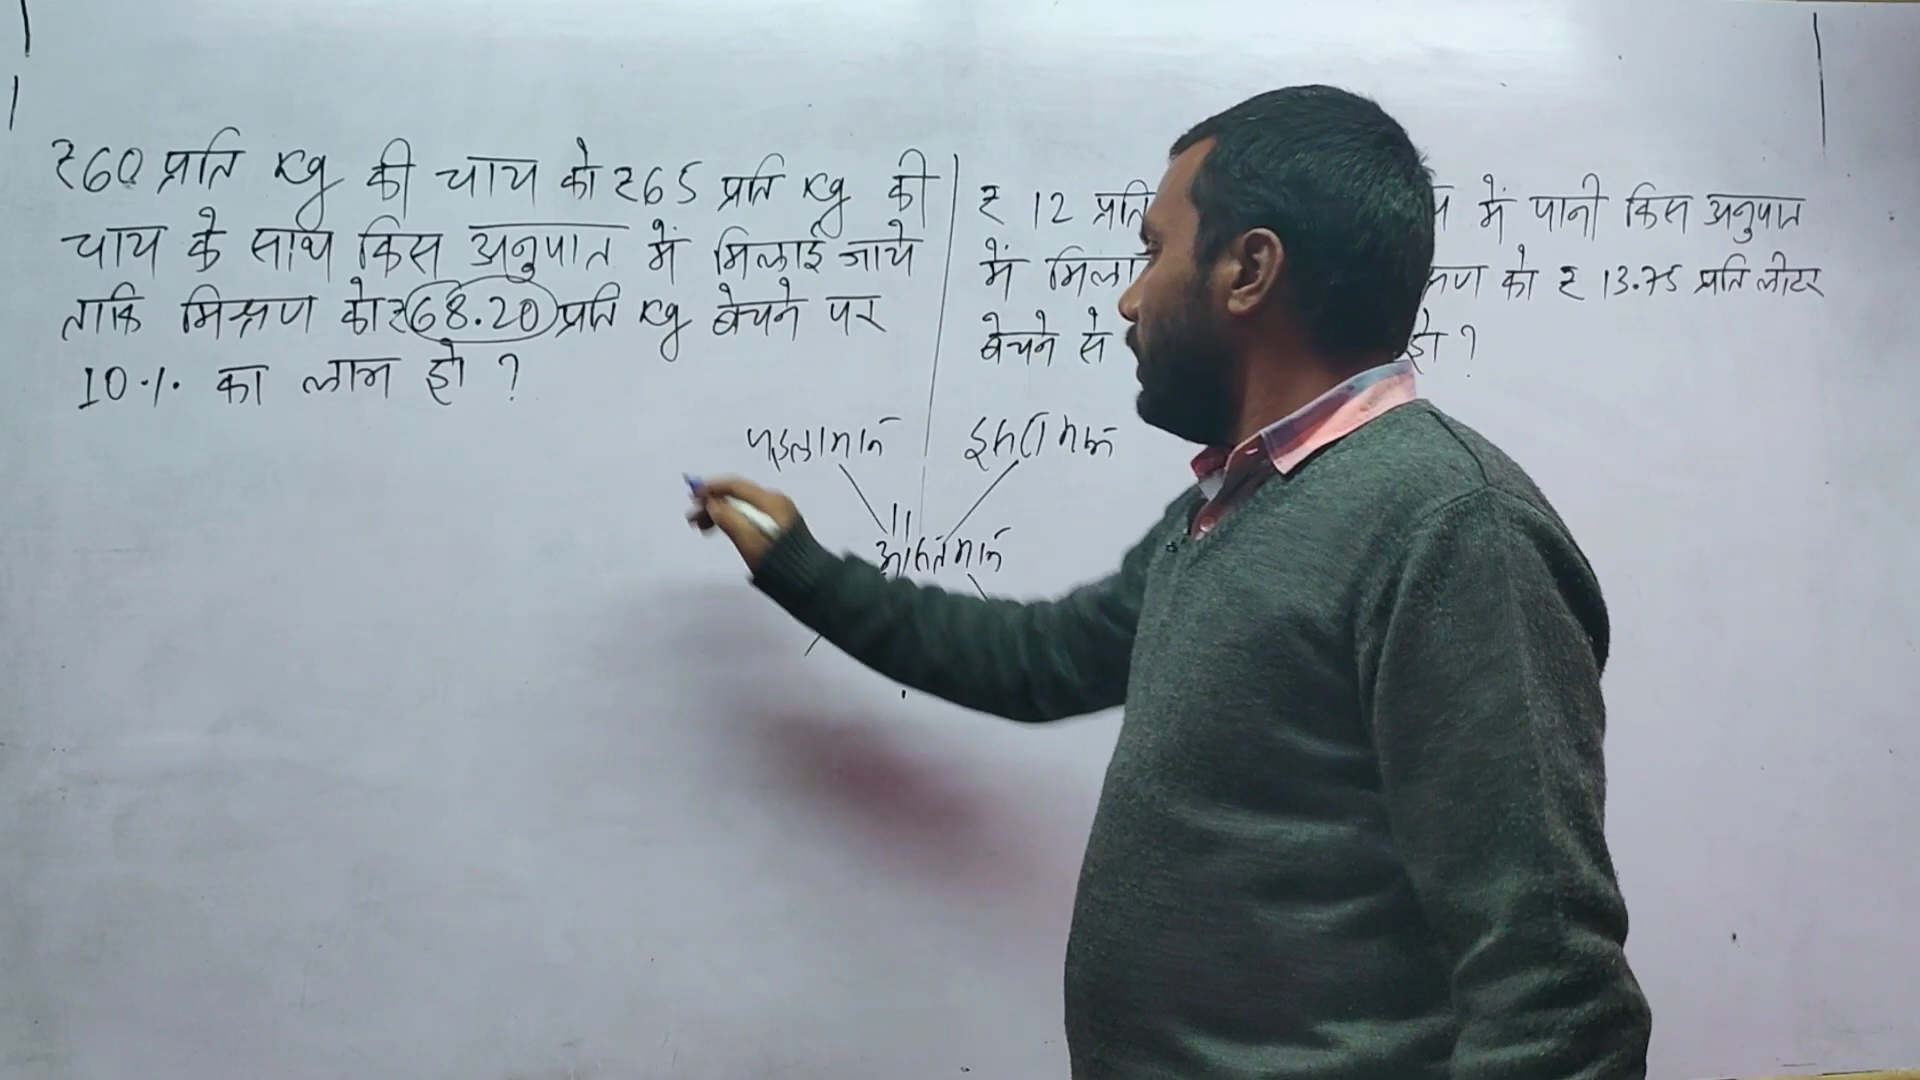 ₹60 प्रति Kg की चाय को ₹65 प्रति Kg की
चाय के साथ किस अनुपात में मिलाई जाये
ताकि मिश्रण को ₹68.20 प्रति Kg बेचने पर
10% का लाभ हो ?
₹ 12 प्रति में पानी किस अनुपात
में को ₹ 13.75 प्रति लीटर
बेचने से हो ?
पहला मान
दूसरा मान
औसत मान